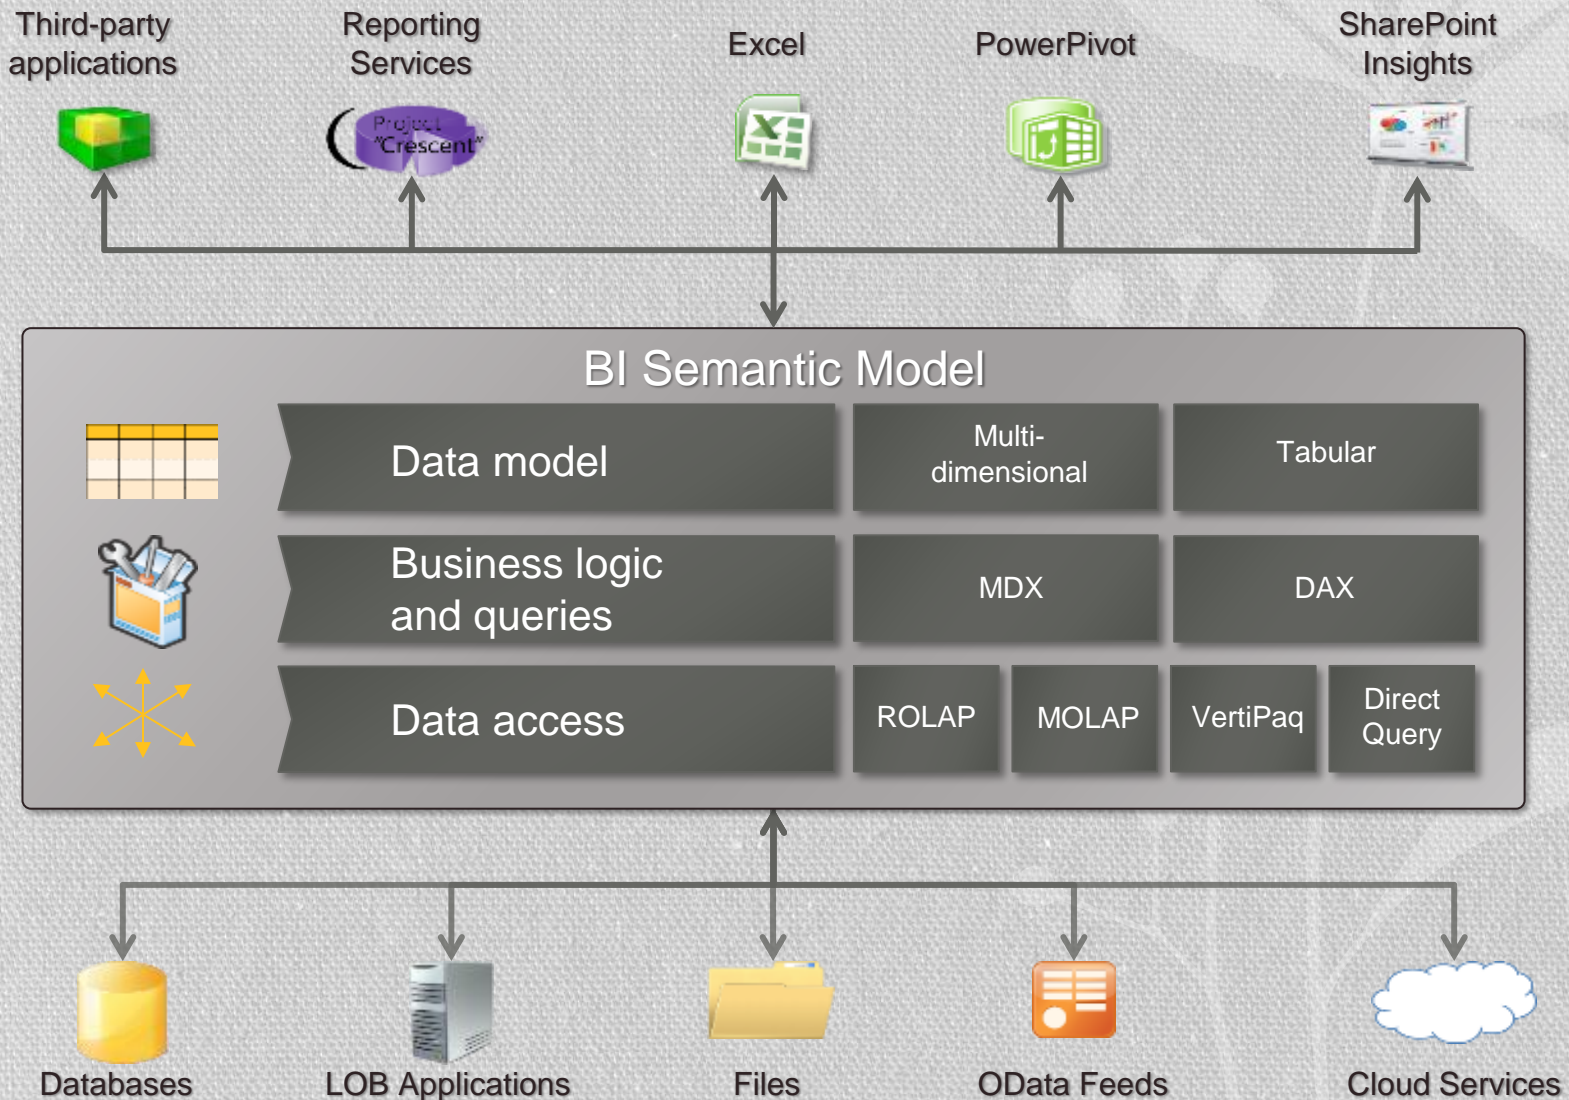 Third-party
applications
Reporting
Services
Excel
PowerPivot
SharePoint
Insights
Project
"Crescent"
BI Semantic Model
Data model
Multi-
dimensional
Tabular
Business logic
and queries
MDX
DAX
Data access
ROLAP
MOLAP
VertiPaq
Direct
Query
Databases
LOB Applications
Files
OData Feeds
Cloud Services